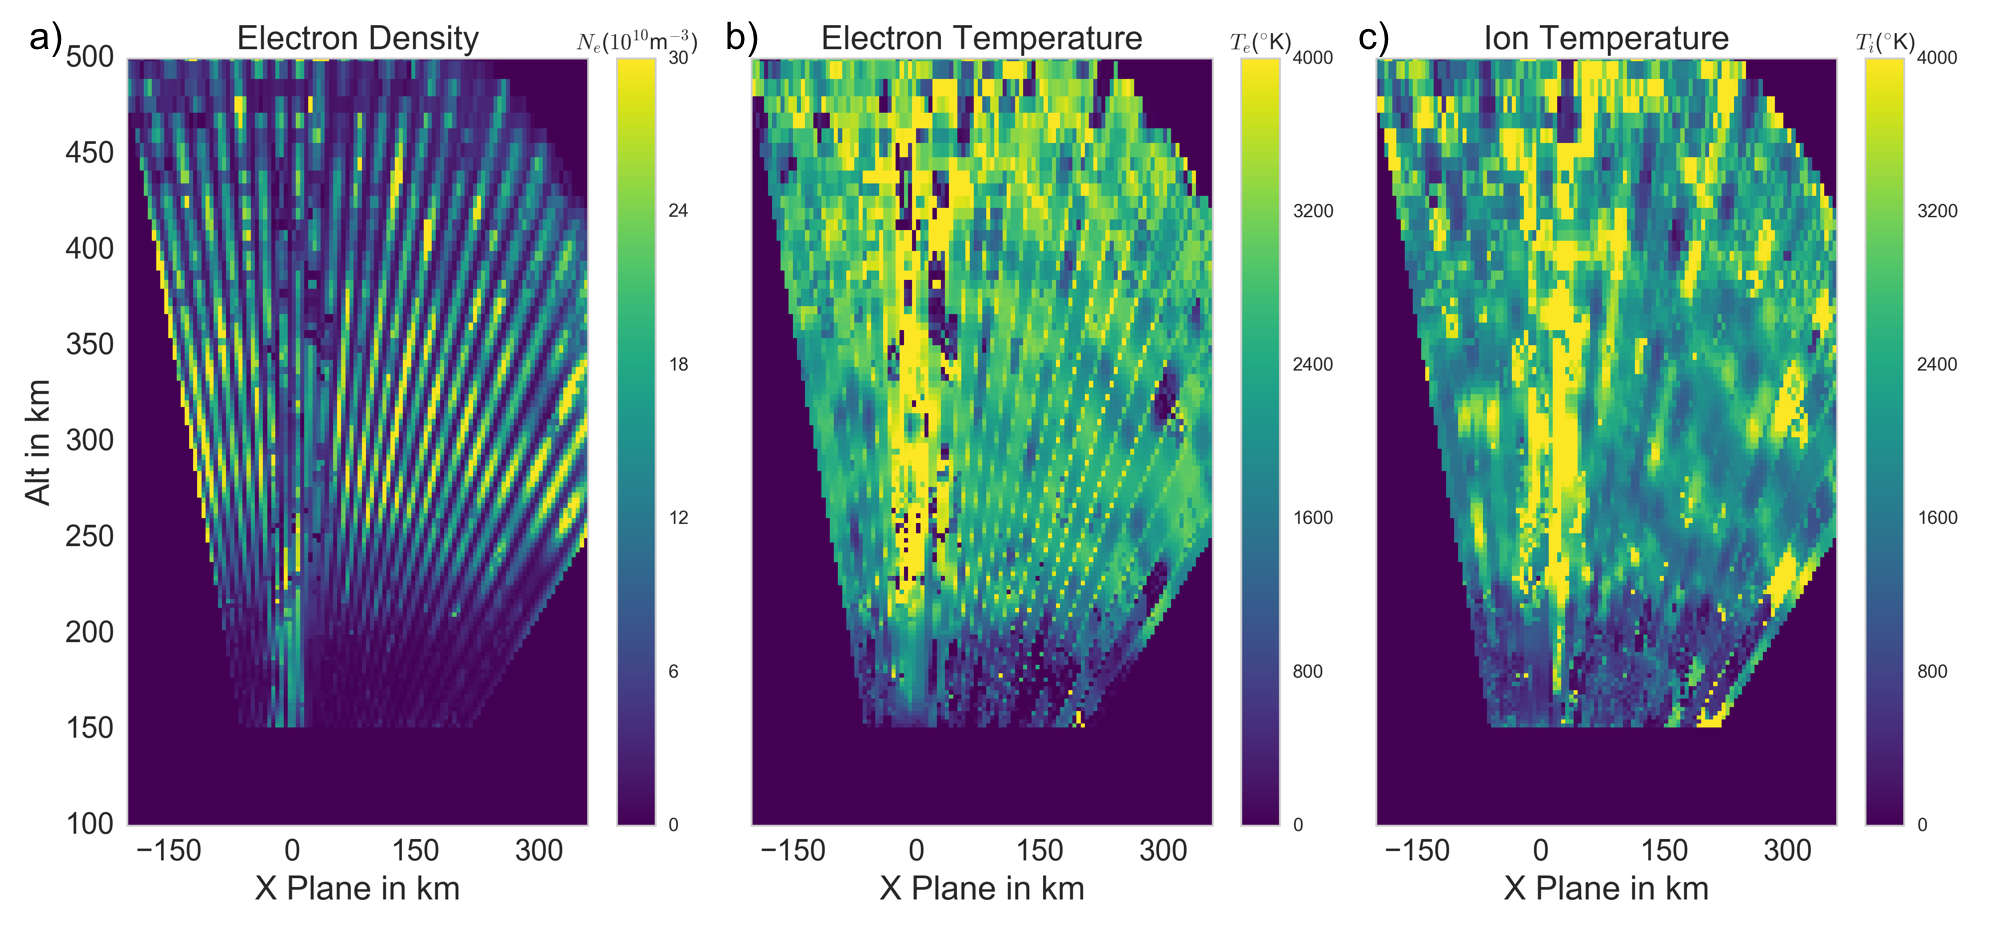 a) Electron Density N_e(10^10 m^−3)
b) Electron Temperature T_e(°K)
c) Ion Temperature T_i(°K)
500
450
400
350
300
250
200
150
100
Alt in km
−150 0 150 300
X Plane in km
30
24
18
12
6
0
−150 0 150 300
X Plane in km
4000
3200
2400
1600
800
0
−150 0 150 300
X Plane in km
4000
3200
2400
1600
800
0